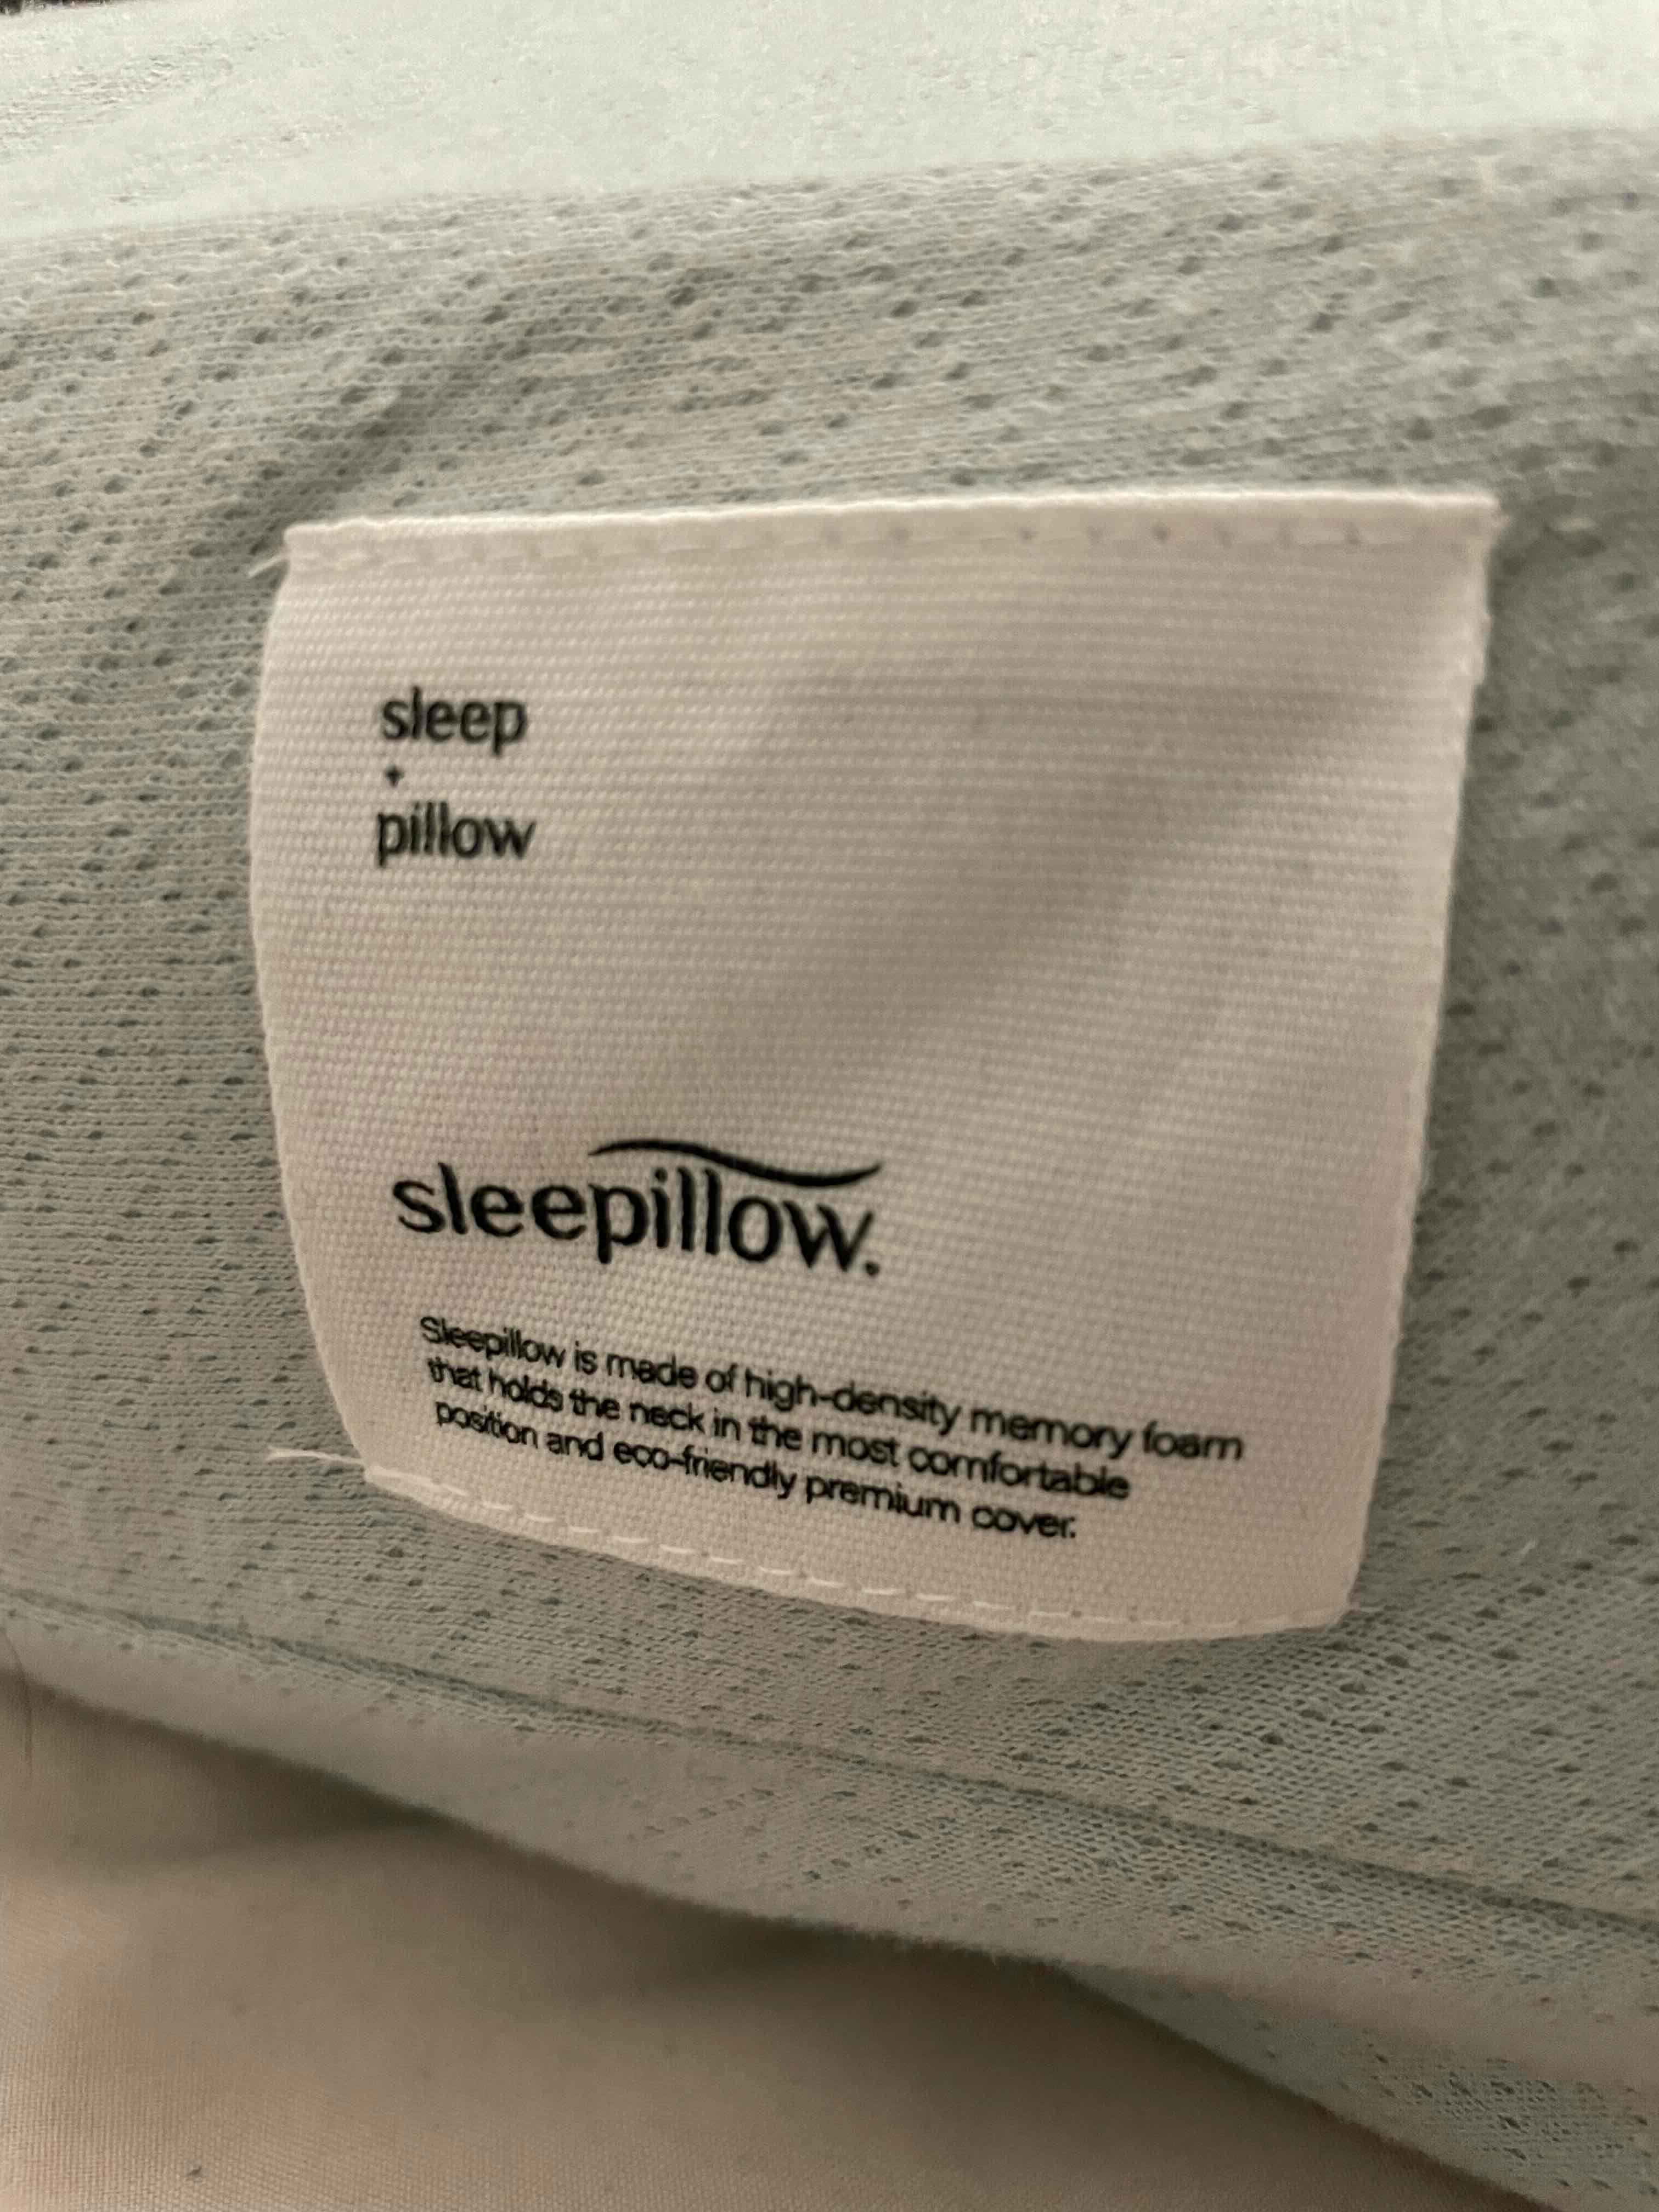 sleep
+
pillow
sleepillow.
Sleepillow is made of high-density memory foam
that holds the neck in the most comfortable
position and eco-friendly premium cover.